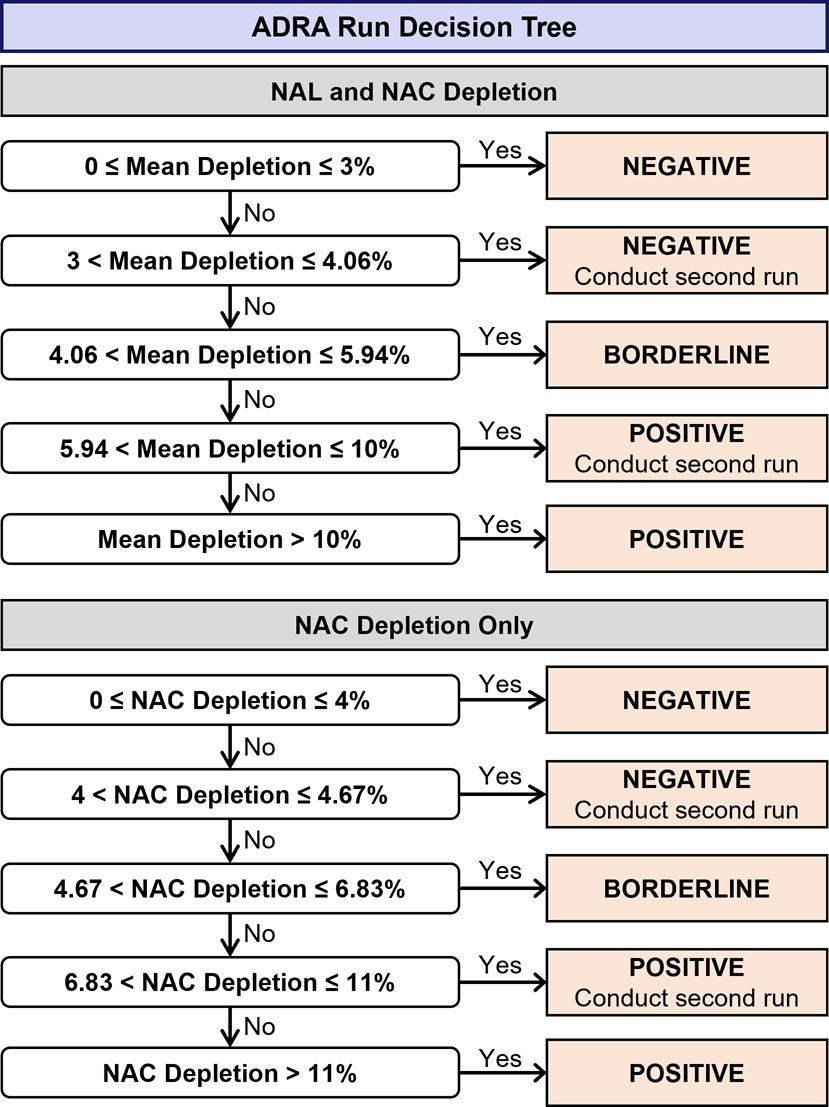 ADRA Run Decision Tree
NAL and NAC Depletion
0 ≤ Mean Depletion ≤ 3%
Yes
NEGATIVE
No
3 < Mean Depletion ≤ 4.06%
Yes
NEGATIVE
Conduct second run
No
4.06 < Mean Depletion ≤ 5.94%
Yes
BORDERLINE
No
5.94 < Mean Depletion ≤ 10%
Yes
POSITIVE
Conduct second run
No
Mean Depletion > 10%
Yes
POSITIVE
NAC Depletion Only
0 ≤ NAC Depletion ≤ 4%
Yes
NEGATIVE
No
4 < NAC Depletion ≤ 4.67%
Yes
NEGATIVE
Conduct second run
No
4.67 < NAC Depletion ≤ 6.83%
Yes
BORDERLINE
No
6.83 < NAC Depletion ≤ 11%
Yes
POSITIVE
Conduct second run
No
NAC Depletion > 11%
Yes
POSITIVE